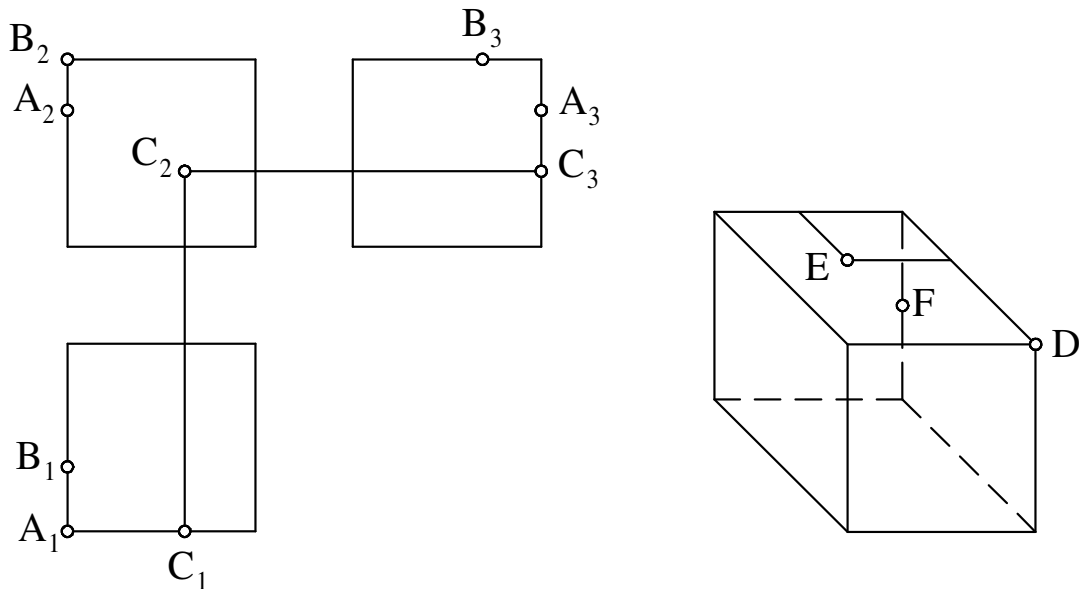 B₂ B₃
A₂ A₃
C₂ C₃
E F
D
B₁
A₁
C₁